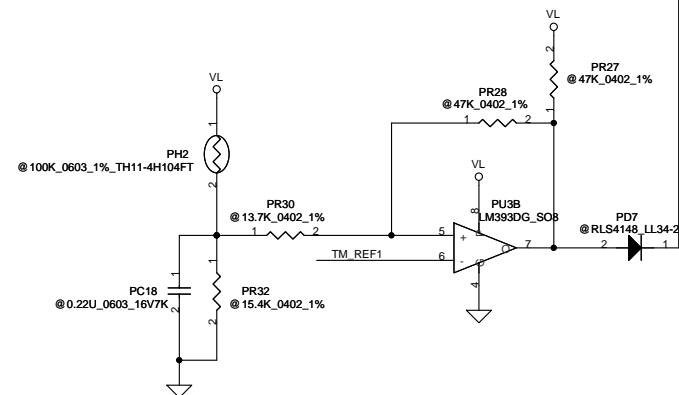 VL
2
PR27
@47K_0402_1%
1
PR28
@47K_0402_1%
1
2
VL
1
PH2
@100K_0603_1%_TH11-4H104FT
2
PR30
@13.7K_0402_1%
1
2
VL
8
PU3B
LM393DG_SO8
5
+
P
O
7
TM_REF1
6
-
G
4
PD7
@RLS4148_LL34-2
2
1
1
PC18
@0.22U_0603_16V7K
2
1
PR32
@15.4K_0402_1%
2